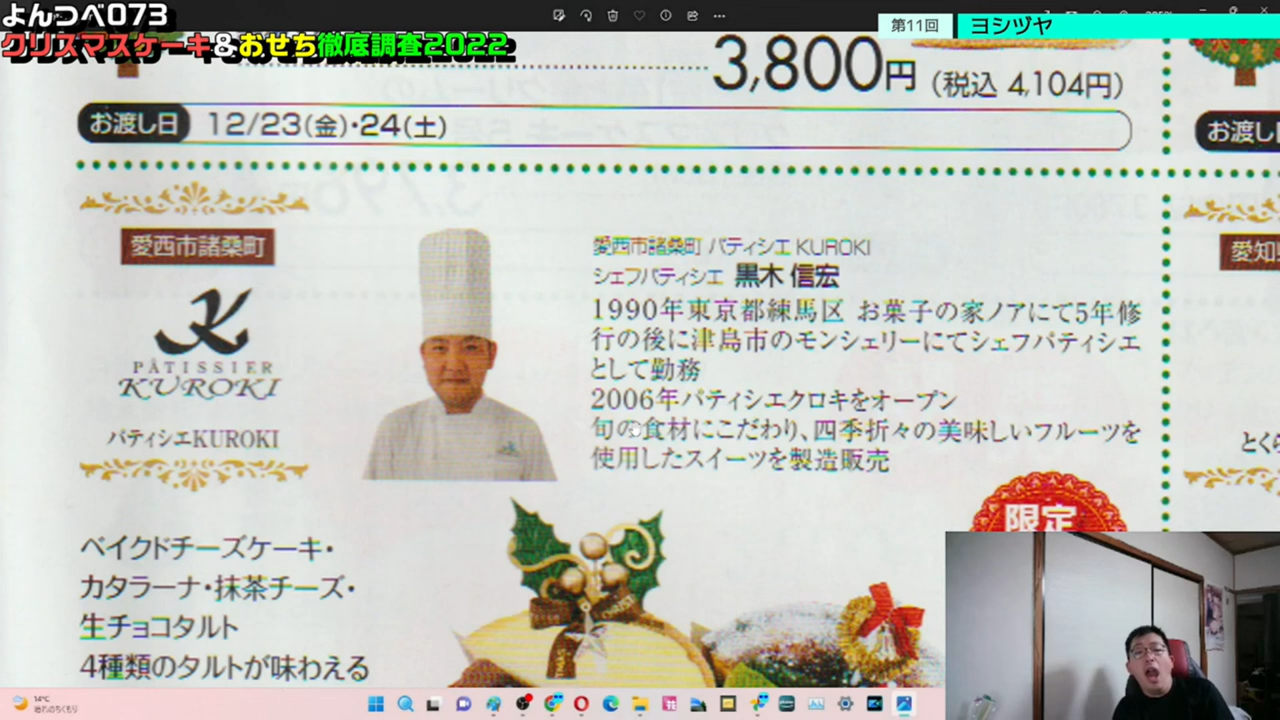 よんつべ073
クリスマスケーキ&おせち徹底調査2022
第11回 ヨシヅヤ
3,800円 (税込 4,104円)
お渡し日 12/23(金)・24(土)
お渡し
愛西市諸桑町
PÂTISSIER
KUROKI
パティシエKUROKI
愛西市諸桑町 パティシエ KUROKI
シェフパティシエ 黒木 信宏
1990年東京都練馬区 お菓子の家ノアにて5年修
行の後に津島市のモンシェリーにてシェフパティシエ
として勤務
2006年パティシエクロキをオープン
旬の食材にこだわり、四季折々の美味しいフルーツを
使用したスイーツを製造販売
愛知
とくら
限定
ベイクドチーズケーキ・
カタラーナ・抹茶チーズ・
生チョコタルト
4種類のタルトが味わえる
14°C
晴れのちくもり